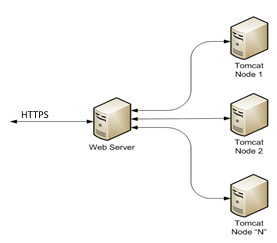 HTTPS
Web Server
Tomcat
Node 1
Tomcat
Node 2
Tomcat
Node "N"